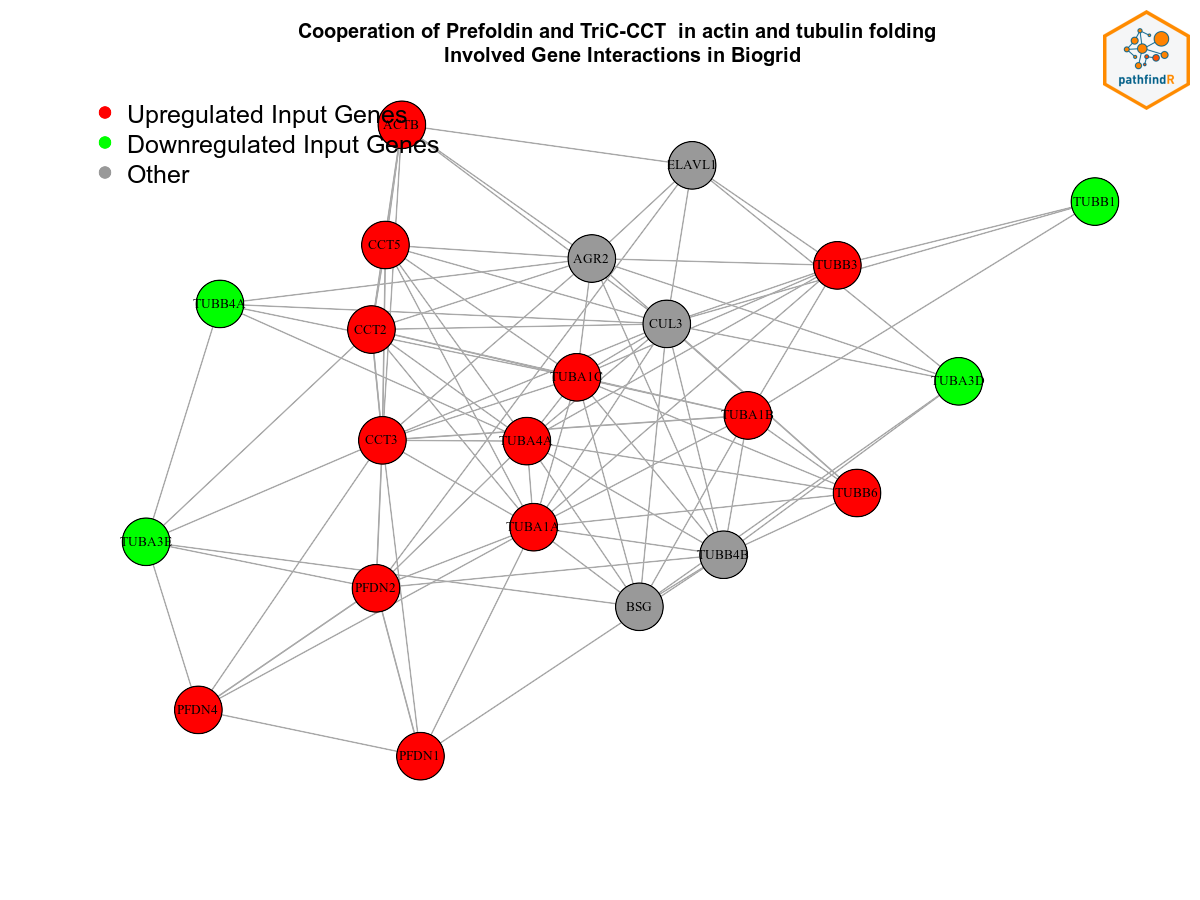 Cooperation of Prefoldin and TriC-CCT in actin and tubulin folding
Involved Gene Interactions in Biogrid
pathfindR
Upregulated Input Genes
Downregulated Input Genes
Other
ACTB
ELAVL1
TUBB1
CCT5
AGR2
TUBB3
TUBB4A
CCT2
CUL3
TUBA1C
TUBA3D
TUBA1B
CCT3
TUBA4A
TUBB6
TUBA1A
TUBA3E
TUBB4B
PFDN2
BSG
PFDN4
PFDN1